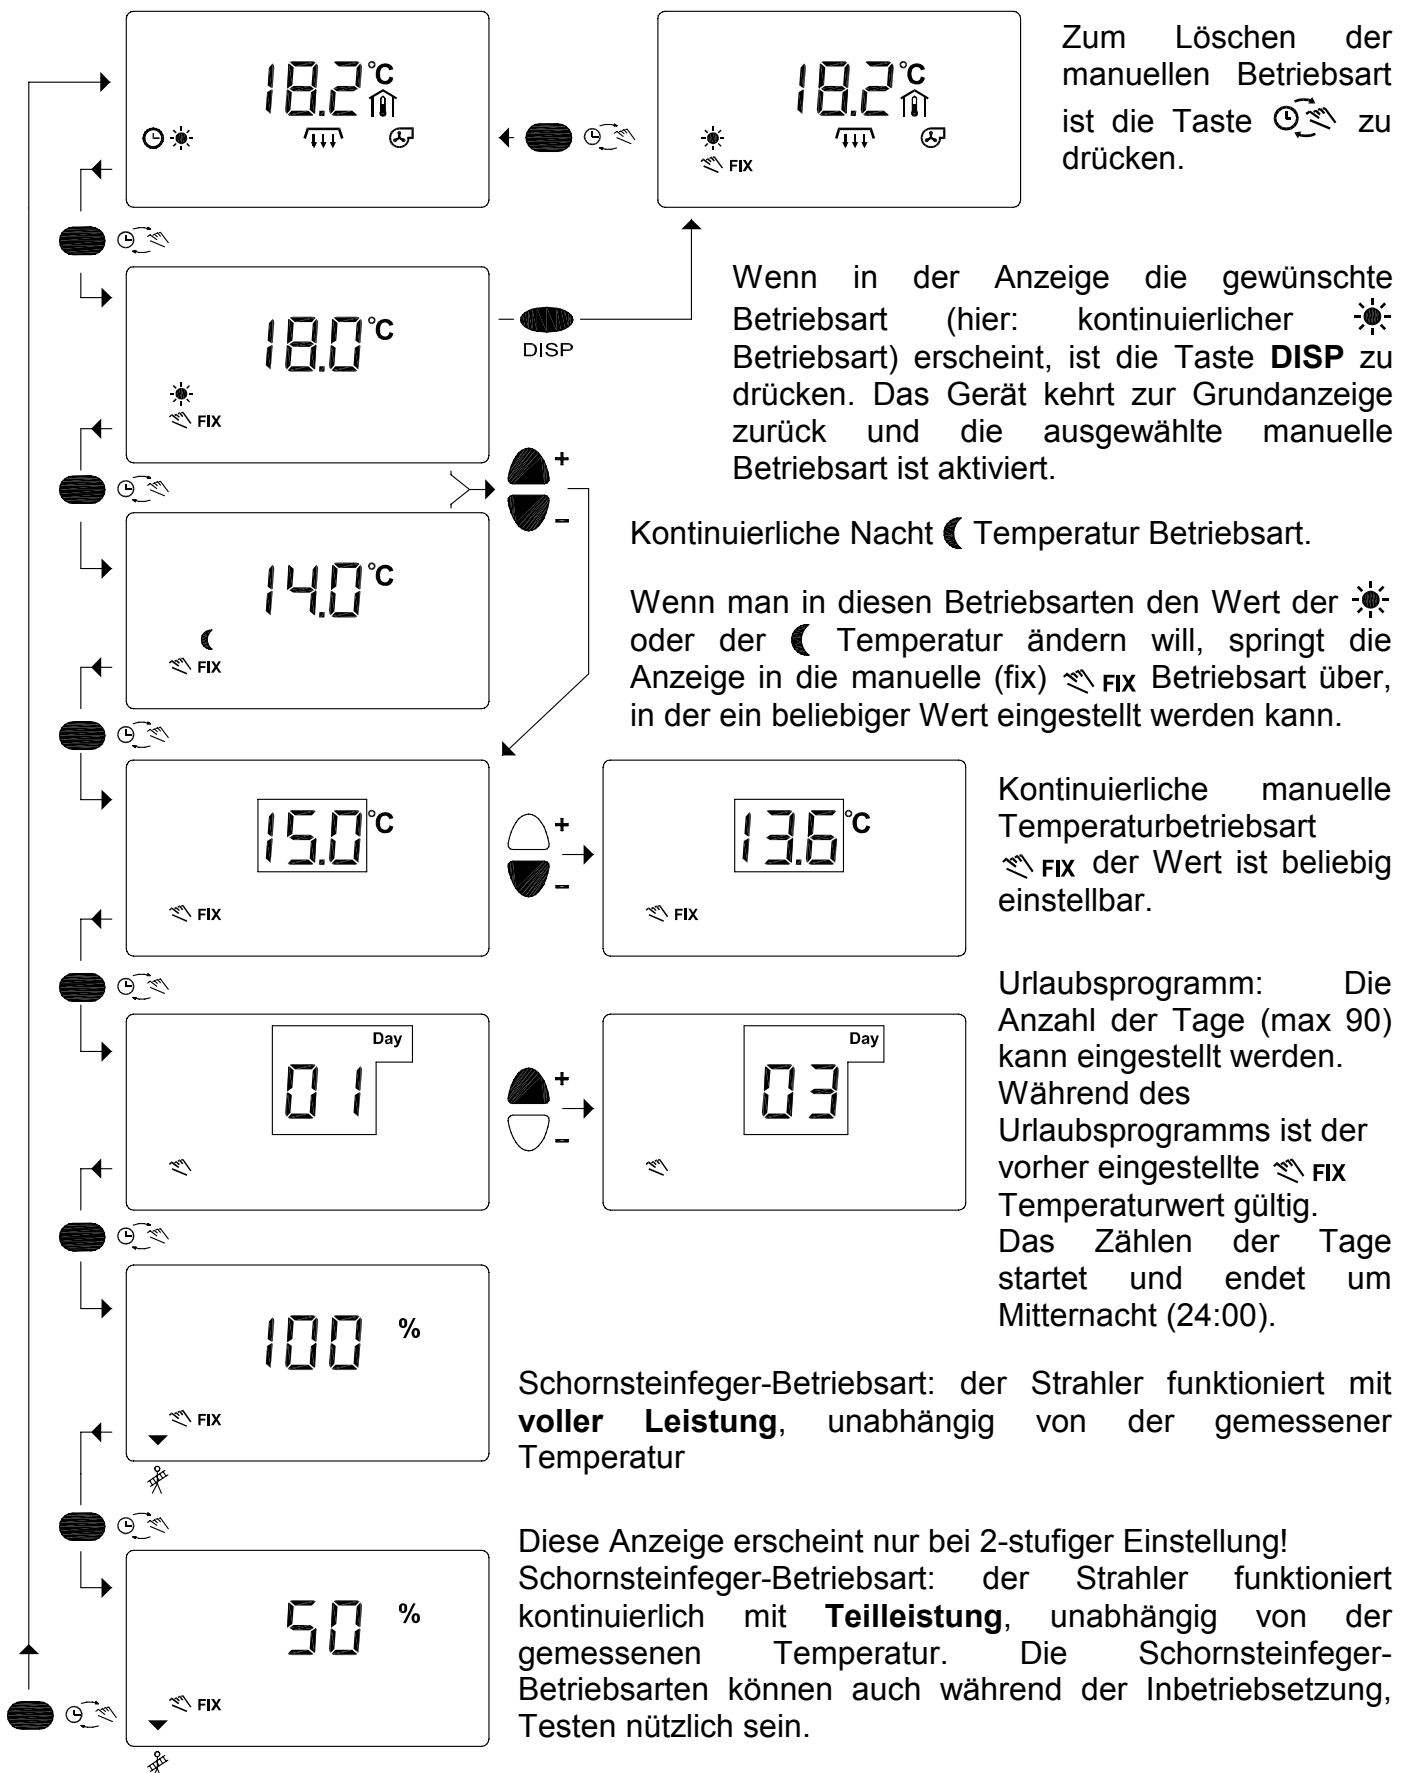 18.2 °C
18.2 °C
FIX
Zum Löschen der
manuellen Betriebsart
ist die Taste zu
drücken.
18.0 °C
FIX
DISP
Wenn in der Anzeige die gewünschte
Betriebsart (hier: kontinuierlicher
Betriebsart) erscheint, ist die Taste DISP zu
drücken. Das Gerät kehrt zur Grundanzeige
zurück und die ausgewählte manuelle
Betriebsart ist aktiviert.
+
-
14.0 °C
FIX
Kontinuierliche Nacht Temperatur Betriebsart.
Wenn man in diesen Betriebsarten den Wert der
oder der Temperatur ändern will, springt die
Anzeige in die manuelle (fix) FIX Betriebsart über,
in der ein beliebiger Wert eingestellt werden kann.
15.0 °C
FIX
+
-
13.6 °C
FIX
Kontinuierliche manuelle
Temperaturbetriebsart
FIX der Wert ist beliebig
einstellbar.
Day
01
+
-
Day
03
Urlaubsprogramm: Die
Anzahl der Tage (max 90)
kann eingestellt werden.
Während des
Urlaubsprogramms ist der
vorher eingestellte FIX
Temperaturwert gültig.
Das Zählen der Tage
startet und endet um
Mitternacht (24:00).
100 %
FIX
Schornsteinfeger-Betriebsart: der Strahler funktioniert mit
voller Leistung, unabhängig von der gemessener
Temperatur
50 %
FIX
Diese Anzeige erscheint nur bei 2-stufiger Einstellung!
Schornsteinfeger-Betriebsart: der Strahler funktioniert
kontinuierlich mit Teilleistung, unabhängig von der
gemessenen Temperatur. Die Schornsteinfeger-
Betriebsarten können auch während der Inbetriebsetzung,
Testen nützlich sein.